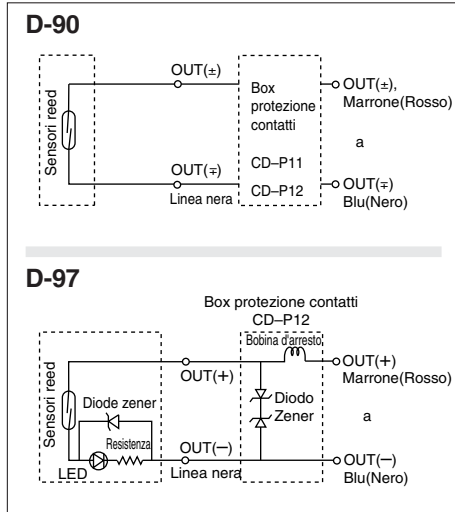 D-90
Sensori reed
OUT(±)
OUT(∓)
Linea nera
Box
protezione
contatti
CD–P11
CD–P12
OUT(±),
Marrone(Rosso)
a
OUT(∓)
Blu(Nero)
D-97
Box protezione contatti
CD–P12
Bobina d'arresto
Sensori reed
Diode zener
Resistenza
LED
OUT(+)
OUT(–)
Linea nera
Diodo
Zener
OUT(+)
Marrone(Rosso)
a
OUT(–)
Blu(Nero)